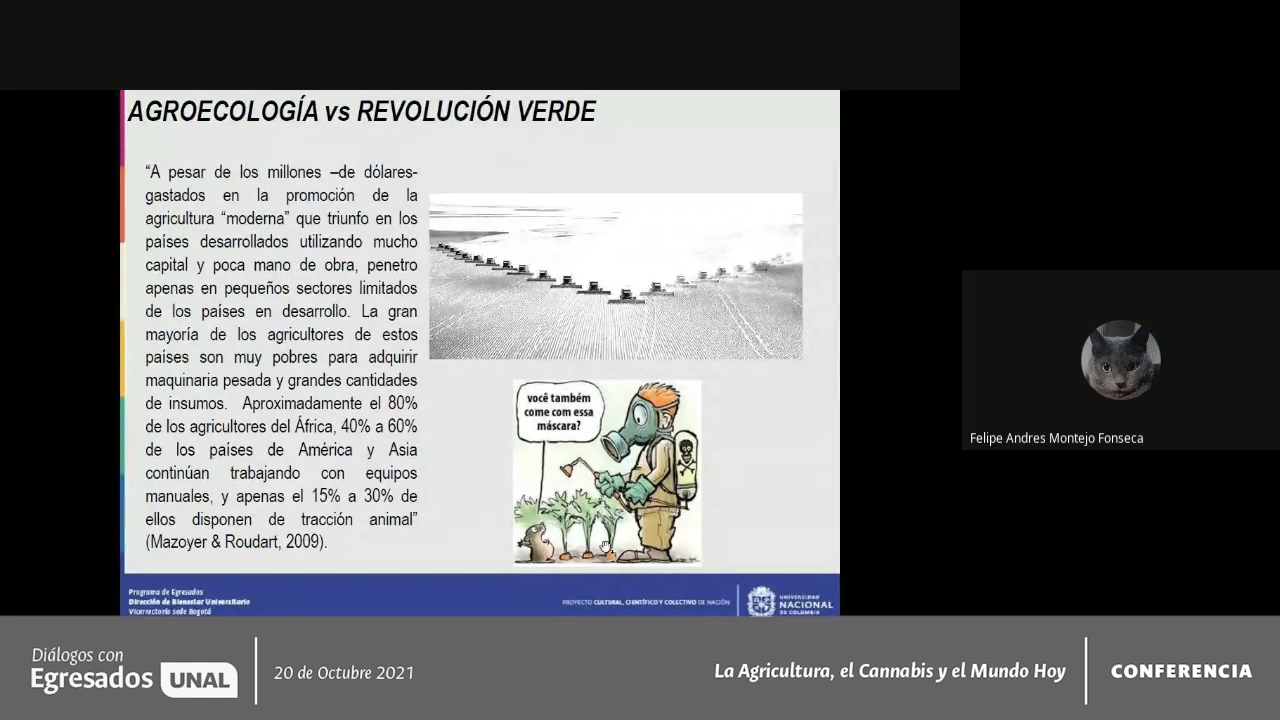 AGROECOLOGÍA vs REVOLUCIÓN VERDE
“A pesar de los millones –de dólares-
gastados en la promoción de la
agricultura “moderna” que triunfo en los
países desarrollados utilizando mucho
capital y poca mano de obra, penetro
apenas en pequeños sectores limitados
de los países en desarrollo. La gran
mayoría de los agricultores de estos
países son muy pobres para adquirir
maquinaria pesada y grandes cantidades
de insumos. Aproximadamente el 80%
de los agricultores del África, 40% a 60%
de los países de América y Asia
continúan trabajando con equipos
manuales, y apenas el 15% a 30% de
ellos disponen de tracción animal”
(Mazoyer & Roudart, 2009).
você também
come com essa
máscara?
Programa de Egresados
Dirección de Bienestar Universitario
Vicerrectoría sede Bogotá
PROYECTO CULTURAL, CIENTÍFICO Y COLECTIVO DE NACIÓN
UNIVERSIDAD
NACIONAL
DE COLOMBIA
Felipe Andres Montejo Fonseca
Diálogos con
Egresados UNAL
20 de Octubre 2021
La Agricultura, el Cannabis y el Mundo Hoy
CONFERENCIA